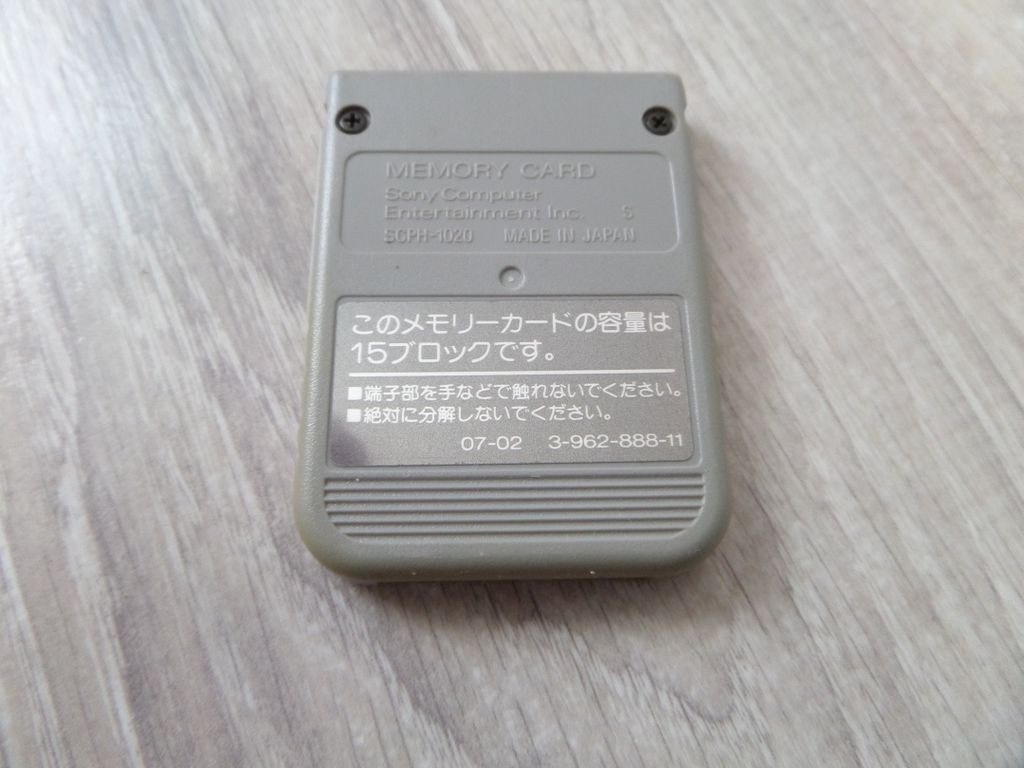 MEMORY CARD
Sony Computer
Entertainment Inc. S
SCPH-1020 MADE IN JAPAN
このメモリーカードの容量は
15ブロックです。
■端子部を手などで触れないでください。
■絶対に分解しないでください。
07-02 3-962-888-11